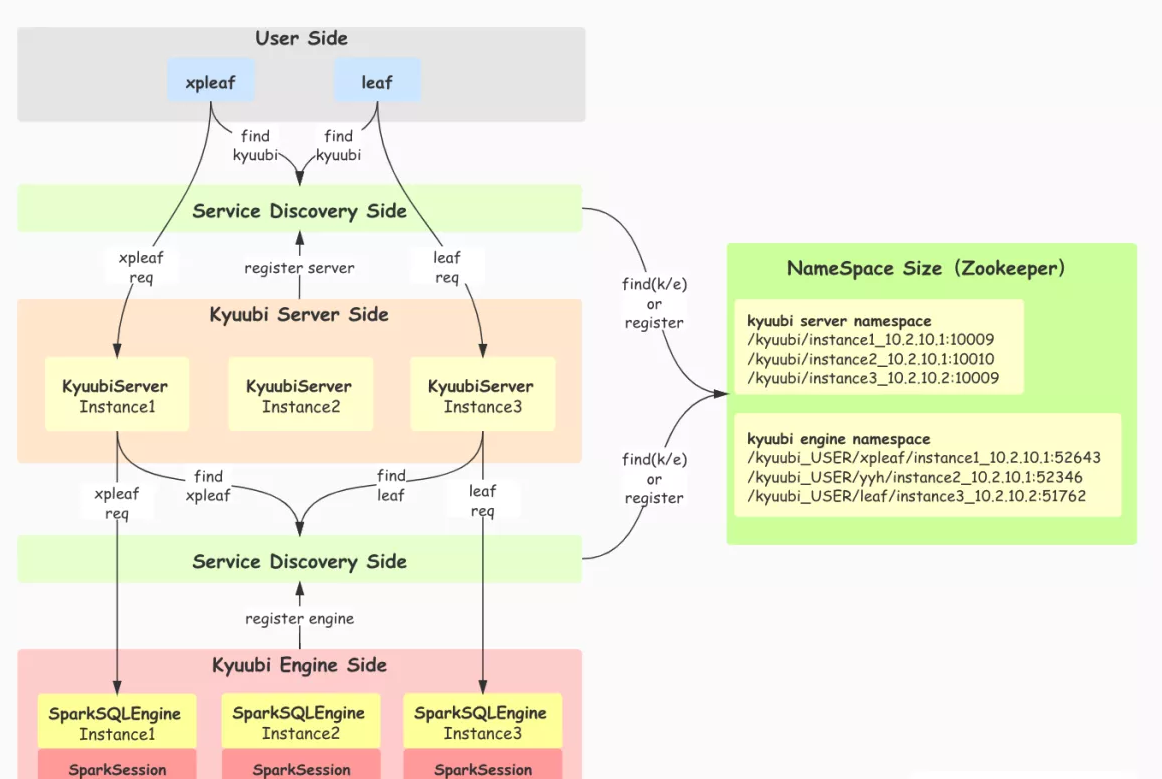 User Side
xpleaf
leaf
find
kyuubi
find
kyuubi
Service Discovery Side
xpleaf
req
register server
leaf
req
find(k/e)
or
register
Kyuubi Server Side
KyuubiServer
Instance1
KyuubiServer
Instance2
KyuubiServer
Instance3
find
xpleaf
find
leaf
xpleaf
req
leaf
req
find(k/e)
or
register
Service Discovery Side
register engine
Kyuubi Engine Side
SparkSQLEngine
Instance1
SparkSQLEngine
Instance2
SparkSQLEngine
Instance3
SparkSession
SparkSession
SparkSession
NameSpace Size（Zookeeper）
kyuubi server namespace
/kyuubi/instance1_10.2.10.1:10009
/kyuubi/instance2_10.2.10.1:10010
/kyuubi/instance3_10.2.10.2:10009
kyuubi engine namespace
/kyuubi_USER/xpleaf/instance1_10.2.10.1:52643
/kyuubi_USER/yyh/instance2_10.2.10.1:52346
/kyuubi_USER/leaf/instance3_10.2.10.2:51762